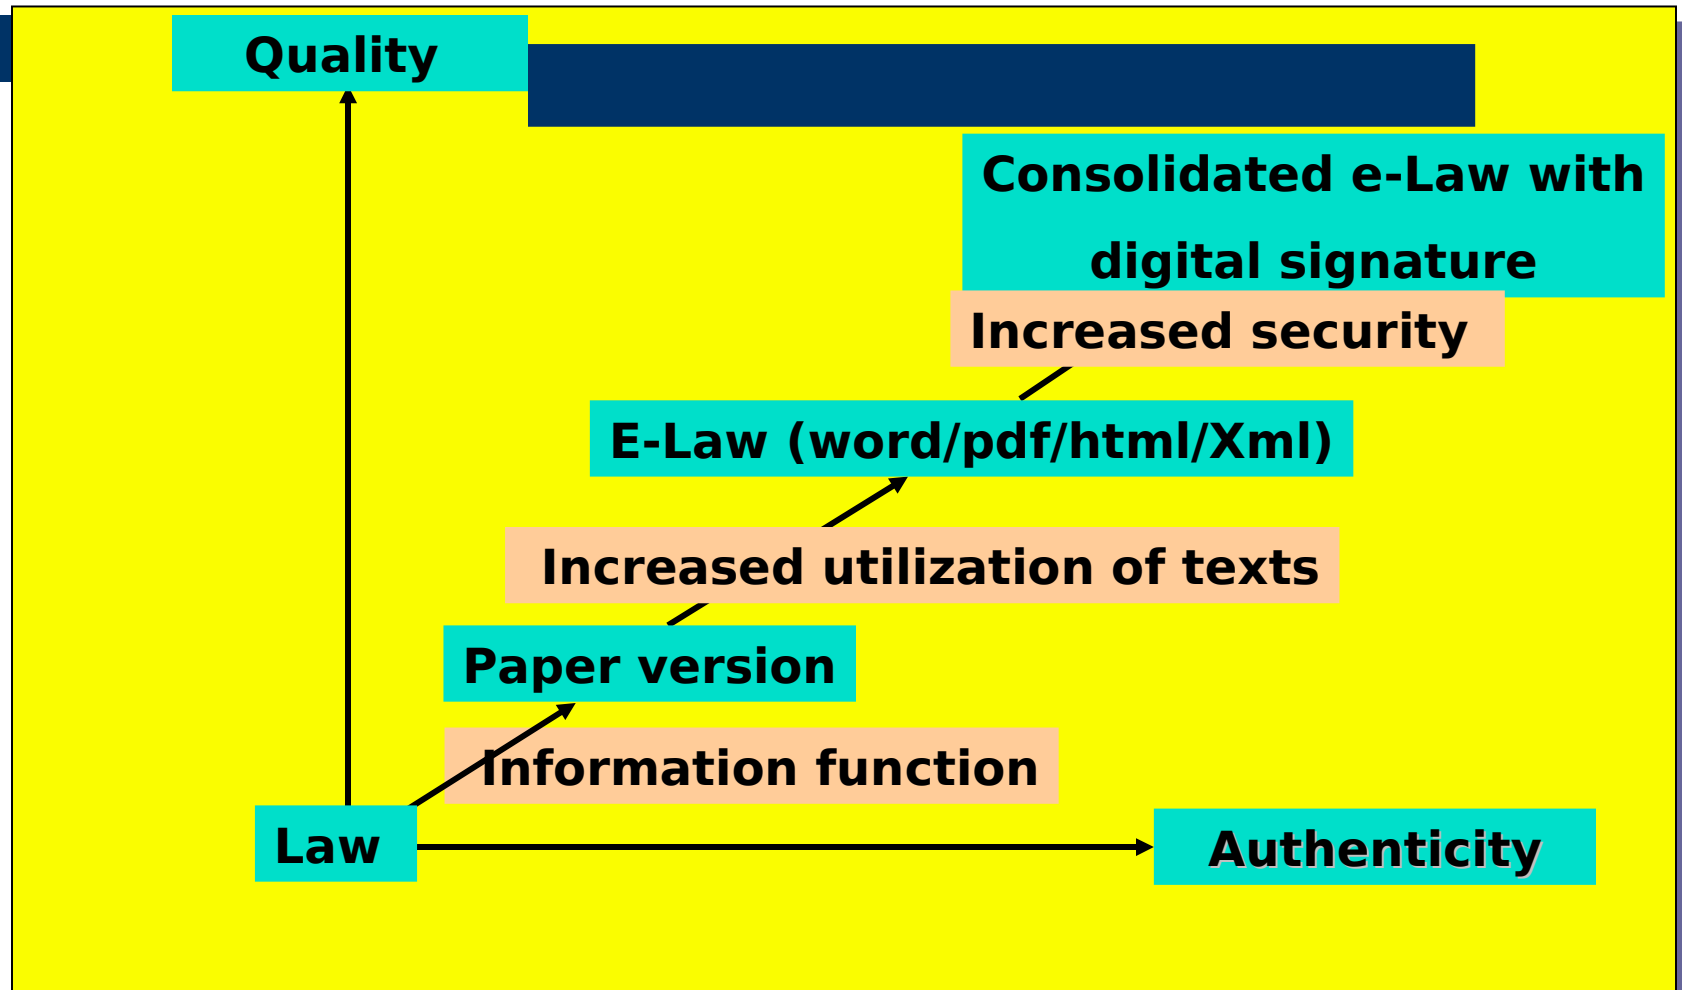 Quality
Consolidated e-Law with
digital signature
Increased security
E-Law (word/pdf/html/Xml)
Increased utilization of texts
Paper version
Information function
Law
Authenticity